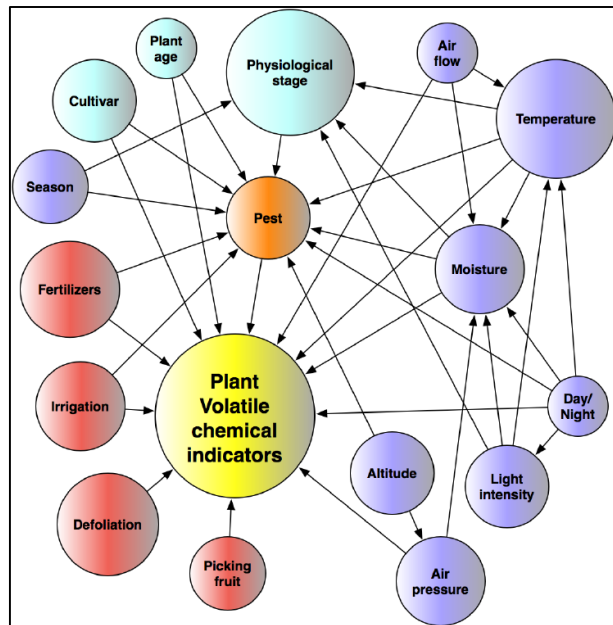 Plant
age
Physiological
stage
Air
flow
Cultivar
Temperature
Season
Pest
Moisture
Fertilizers
Plant
Volatile
chemical
indicators
Irrigation
Day/
Night
Altitude
Light
intensity
Defoliation
Picking
fruit
Air
pressure